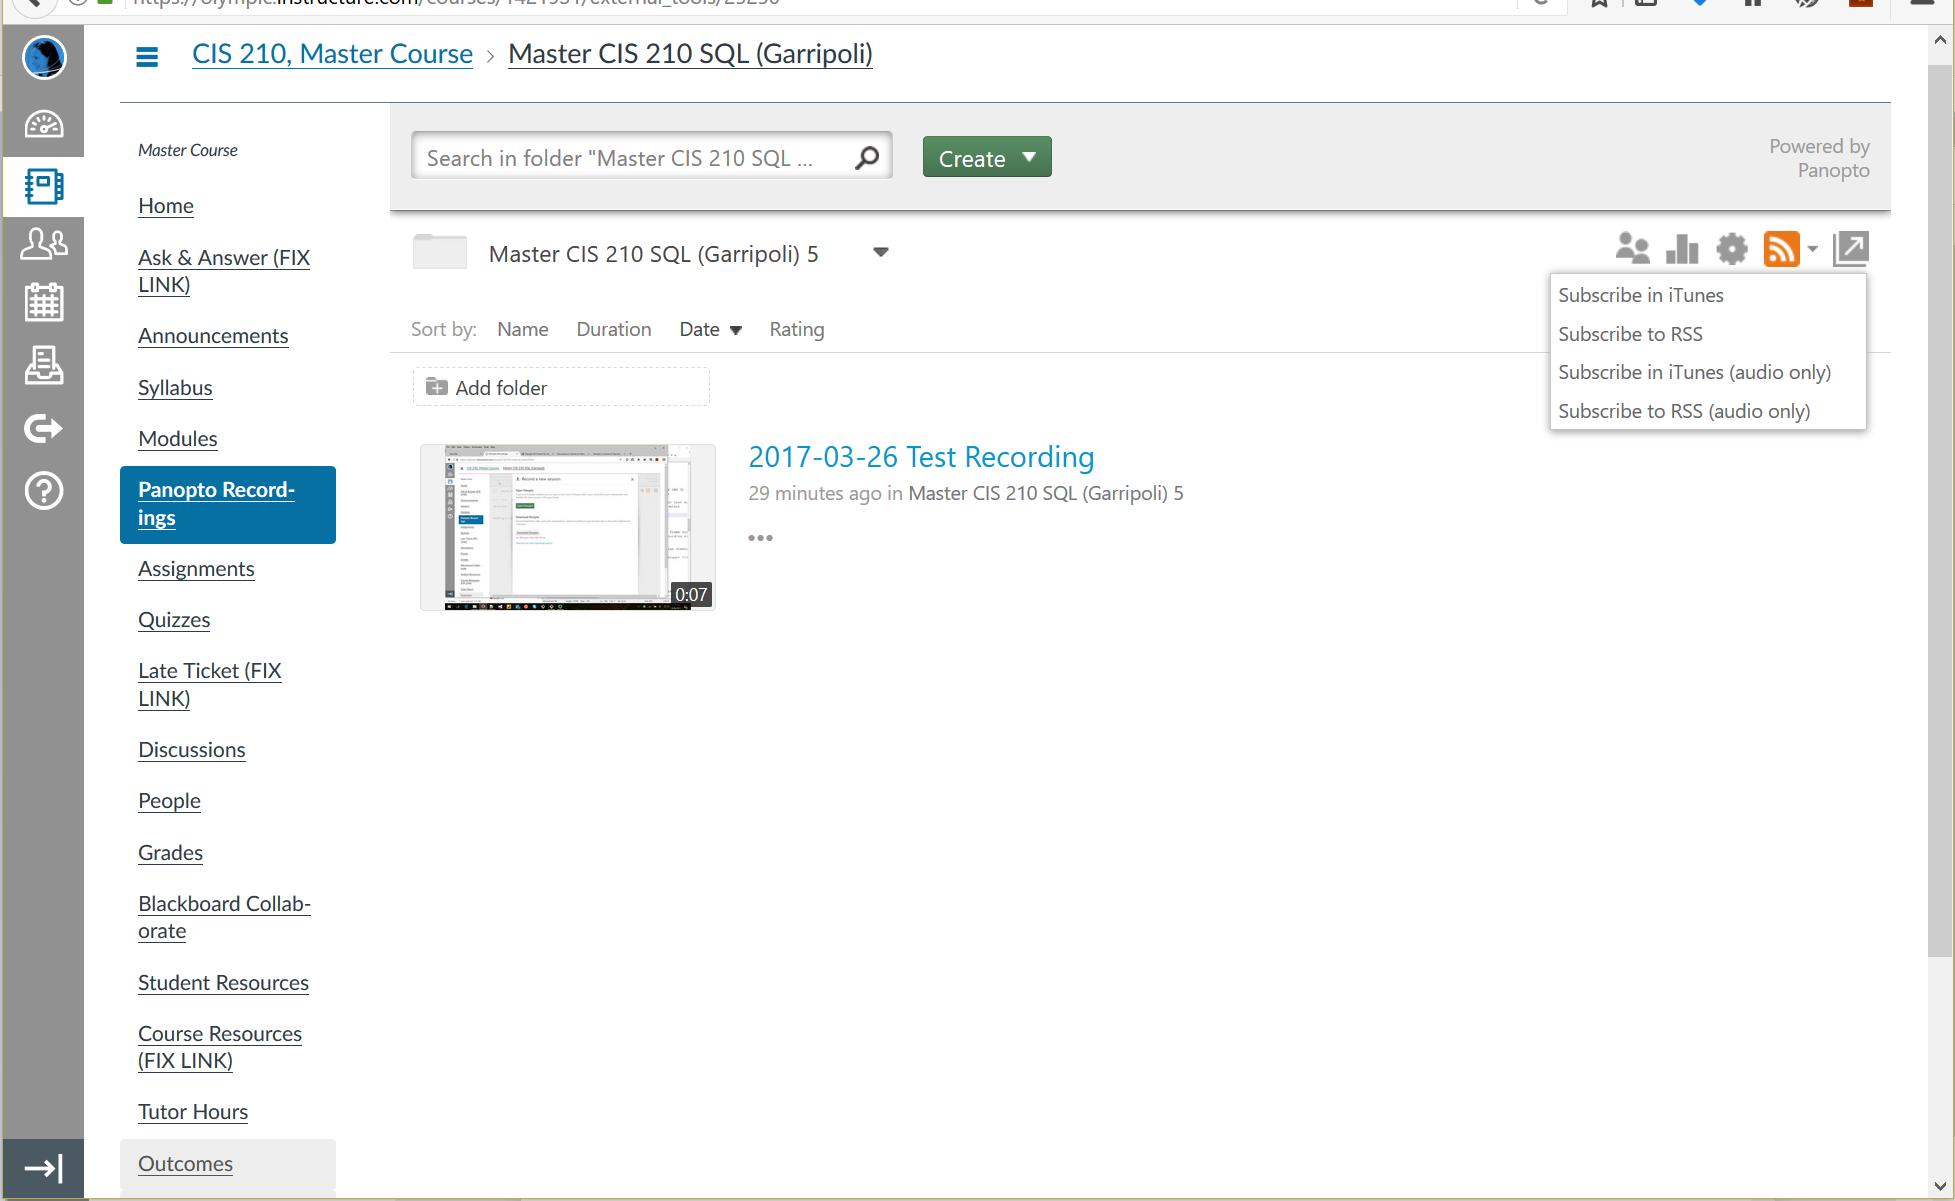 CIS 210, Master Course › Master CIS 210 SQL (Garripoli)
Master Course
Home
Ask & Answer (FIX
LINK)
Announcements
Syllabus
Modules
Panopto Record-
ings
Assignments
Quizzes
Late Ticket (FIX
LINK)
Discussions
People
Grades
Blackboard Collab-
orate
Student Resources
Course Resources
(FIX LINK)
Tutor Hours
Outcomes
Search in folder "Master CIS 210 SQL ...
Create
Powered by
Panopto
Master CIS 210 SQL (Garripoli) 5
Subscribe in iTunes
Subscribe to RSS
Subscribe in iTunes (audio only)
Subscribe to RSS (audio only)
Sort by: Name Duration Date Rating
Add folder
0:07
2017-03-26 Test Recording
29 minutes ago in Master CIS 210 SQL (Garripoli) 5